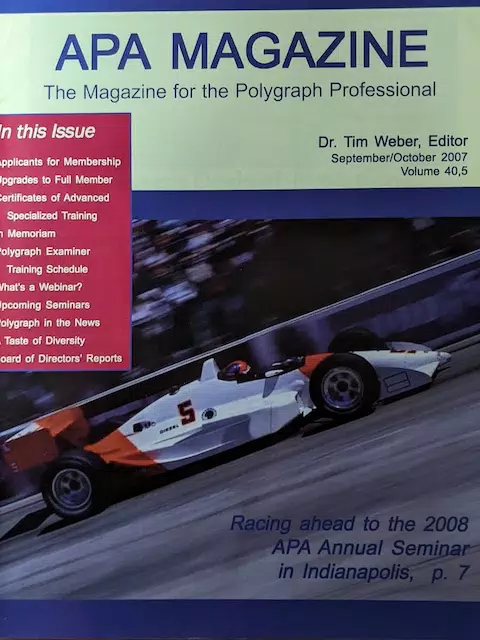 APA MAGAZINE
The Magazine for the Polygraph Professional
In this Issue
Applicants for Membership
Upgrades to Full Member
Certificates of Advanced
Specialized Training
In Memoriam
Polygraph Examiner
Training Schedule
What's a Webinar?
Upcoming Seminars
Polygraph in the News
A Taste of Diversity
Board of Directors' Reports
Dr. Tim Weber, Editor
September/October 2007
Volume 40,5
5
DIESEL
Racing ahead to the 2008
APA Annual Seminar
in Indianapolis, p. 7